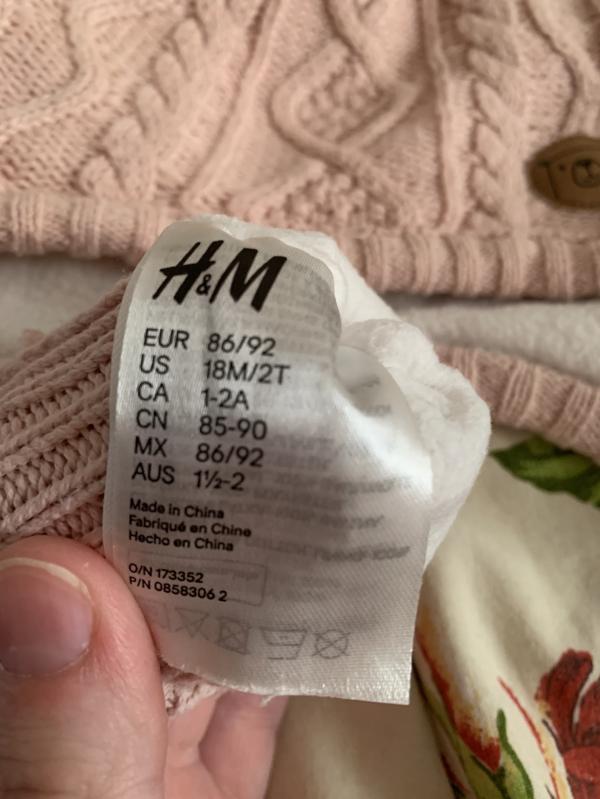 H&M
EUR 86/92
US 18M/2T
CA 1-2A
CN 85-90
MX 86/92
AUS 1½-2
Made in China
Fabriqué en Chine
Hecho en China
O/N 173352
P/N 0858306 2